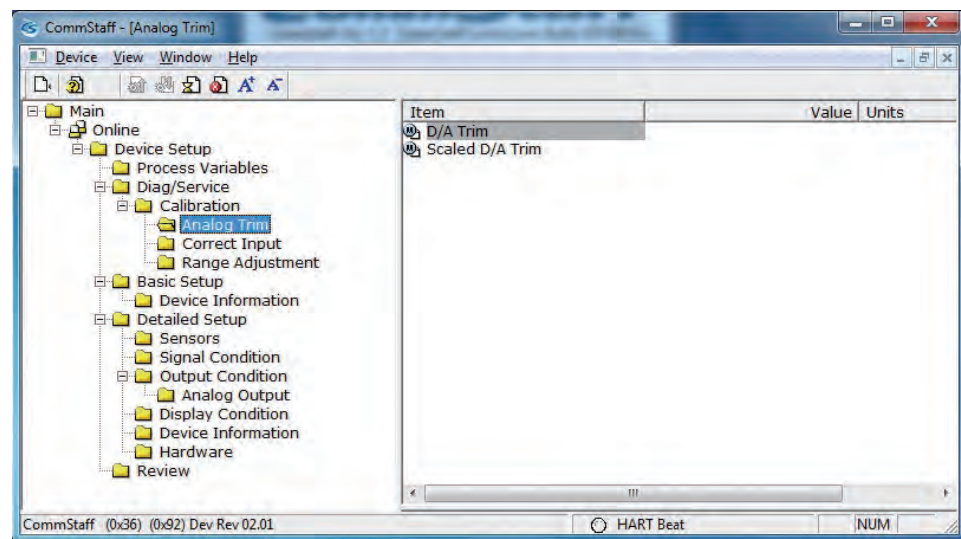 CommStaff - [Analog Trim]
Device View Window Help
Main
Online
Device Setup
Process Variables
Diag/Service
Calibration
Analog Trim
Correct Input
Range Adjustment
Basic Setup
Device Information
Detailed Setup
Sensors
Signal Condition
Output Condition
Analog Output
Display Condition
Device Information
Hardware
Review
Item Value Units
D/A Trim
Scaled D/A Trim
CommStaff (0x36) (0x92) Dev Rev 02.01 HART Beat NUM